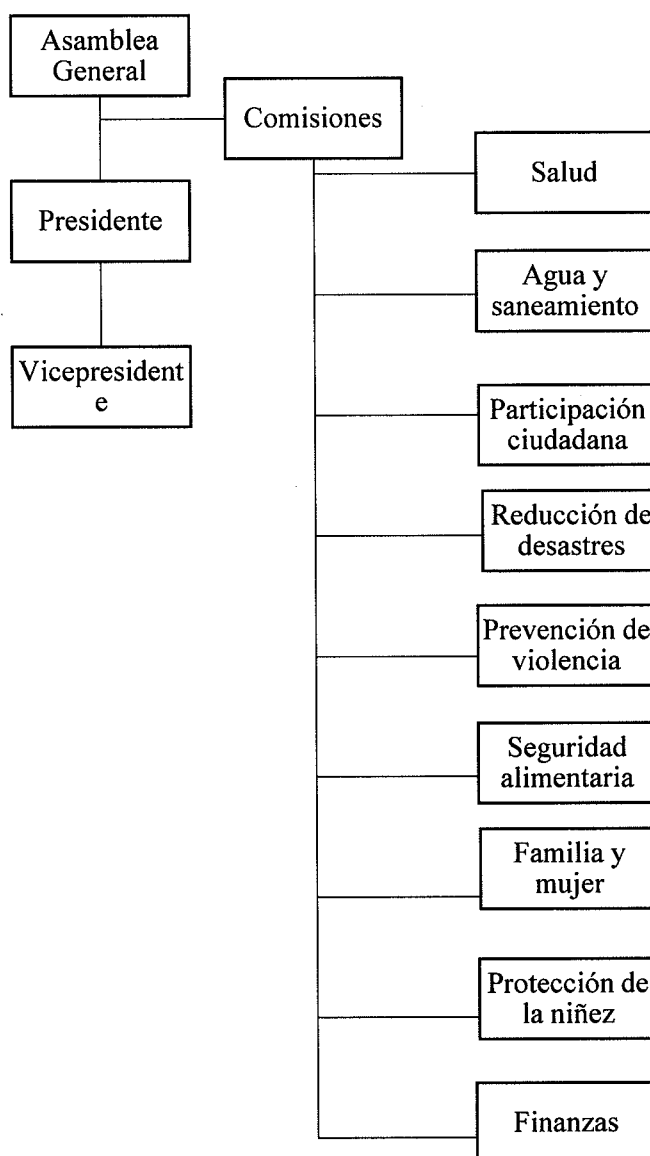 Asamblea
General
Comisiones
Salud
Presidente
Agua y
saneamiento
Vicepresident
e
Participación
ciudadana
Reducción de
desastres
Prevención de
violencia
Seguridad
alimentaria
Familia y
mujer
Protección de
la niñez
Finanzas